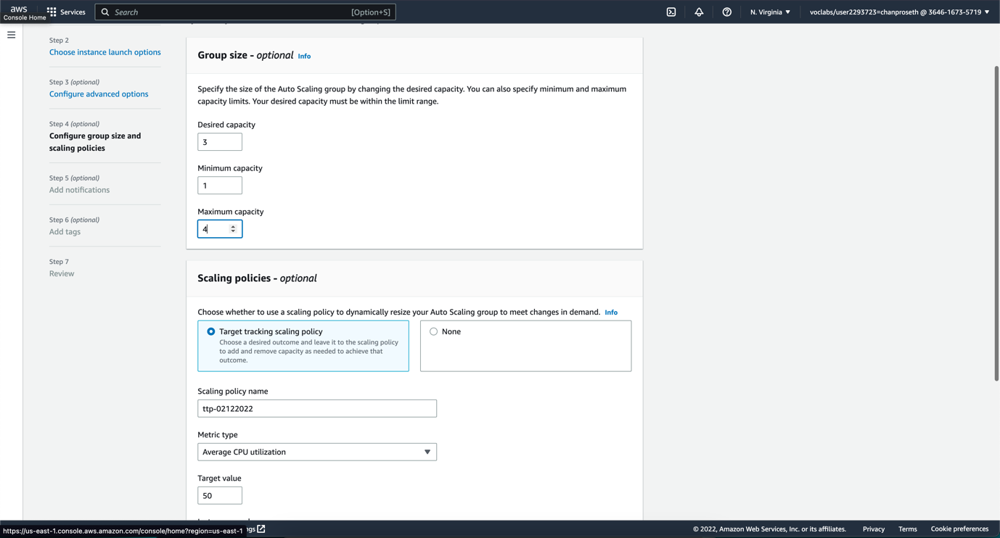 aws
Console Home
Services
Search
[Option+S]
N. Virginia
voclabs/user2293723=chanproseth @ 3646-1673-5719
Step 2
Choose instance launch options
Step 3 (optional)
Configure advanced options
Step 4 (optional)
Configure group size and
scaling policies
Step 5 (optional)
Add notifications
Step 6 (optional)
Add tags
Step 7
Review
Group size - optional Info
Specify the size of the Auto Scaling group by changing the desired capacity. You can also specify minimum and maximum
capacity limits. Your desired capacity must be within the limit range.
Desired capacity
3
Minimum capacity
1
Maximum capacity
4
Scaling policies - optional
Choose whether to use a scaling policy to dynamically resize your Auto Scaling group to meet changes in demand. Info
Target tracking scaling policy
Choose a desired outcome and leave it to the scaling policy
to add and remove capacity as needed to achieve that
outcome.
None
Scaling policy name
ttp-02122022
Metric type
Average CPU utilization
Target value
50
https://us-east-1.console.aws.amazon.com/console/home?region=us-east-1
ngs
© 2022, Amazon Web Services, Inc. or its affiliates.
Privacy
Terms
Cookie preferences